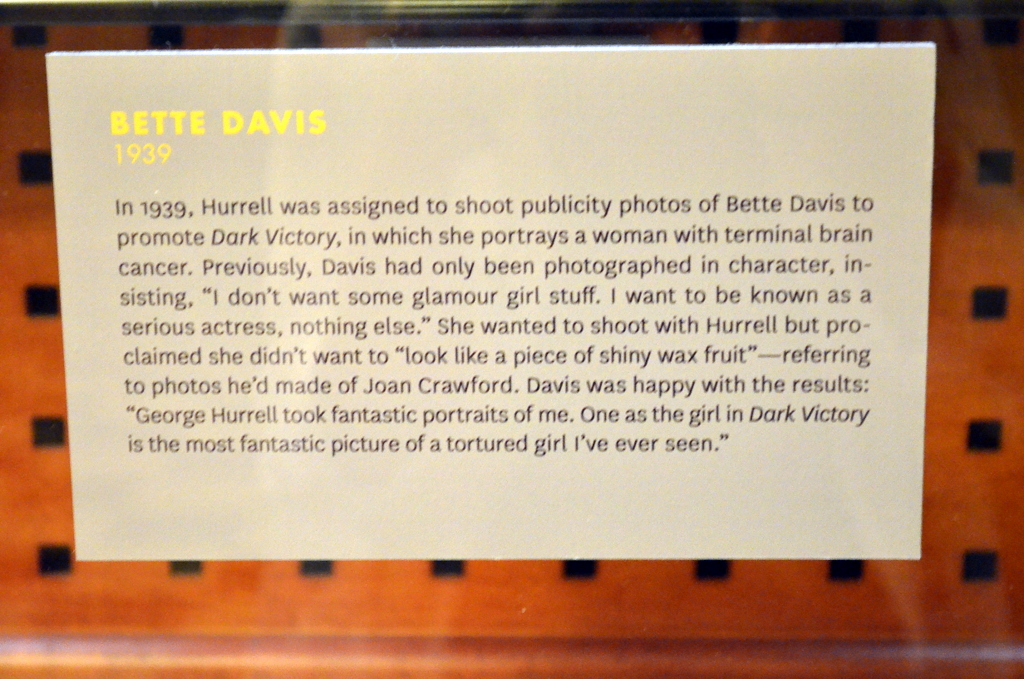 BETTE DAVIS
1939
In 1939, Hurrell was assigned to shoot publicity photos of Bette Davis to
promote Dark Victory, in which she portrays a woman with terminal brain
cancer. Previously, Davis had only been photographed in character, in-
sisting, “I don’t want some glamour girl stuff. I want to be known as a
serious actress, nothing else.” She wanted to shoot with Hurrell but pro-
claimed she didn’t want to “look like a piece of shiny wax fruit”—referring
to photos he’d made of Joan Crawford. Davis was happy with the results:
“George Hurrell took fantastic portraits of me. One as the girl in Dark Victory
is the most fantastic picture of a tortured girl I’ve ever seen.”